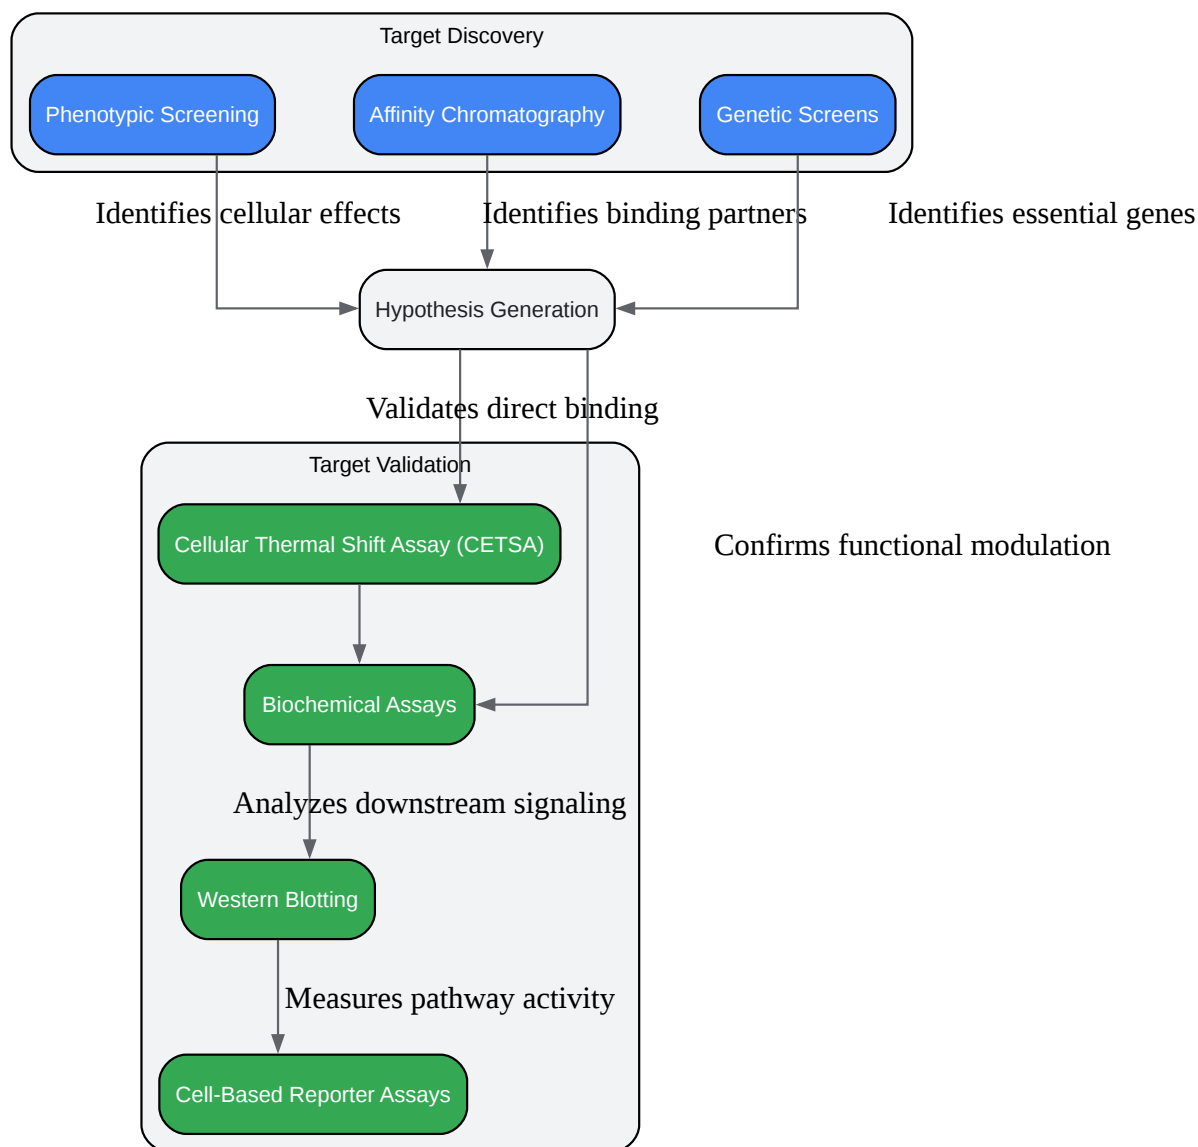 Target Discovery
Phenotypic Screening
Affinity Chromatography
Genetic Screens
Identifies cellular effects
Identifies binding partners
Identifies essential genes
Hypothesis Generation
Validates direct binding
Target Validation
Cellular Thermal Shift Assay (CETSA)
Confirms functional modulation
Biochemical Assays
Analyzes downstream signaling
Western Blotting
Measures pathway activity
Cell-Based Reporter Assays